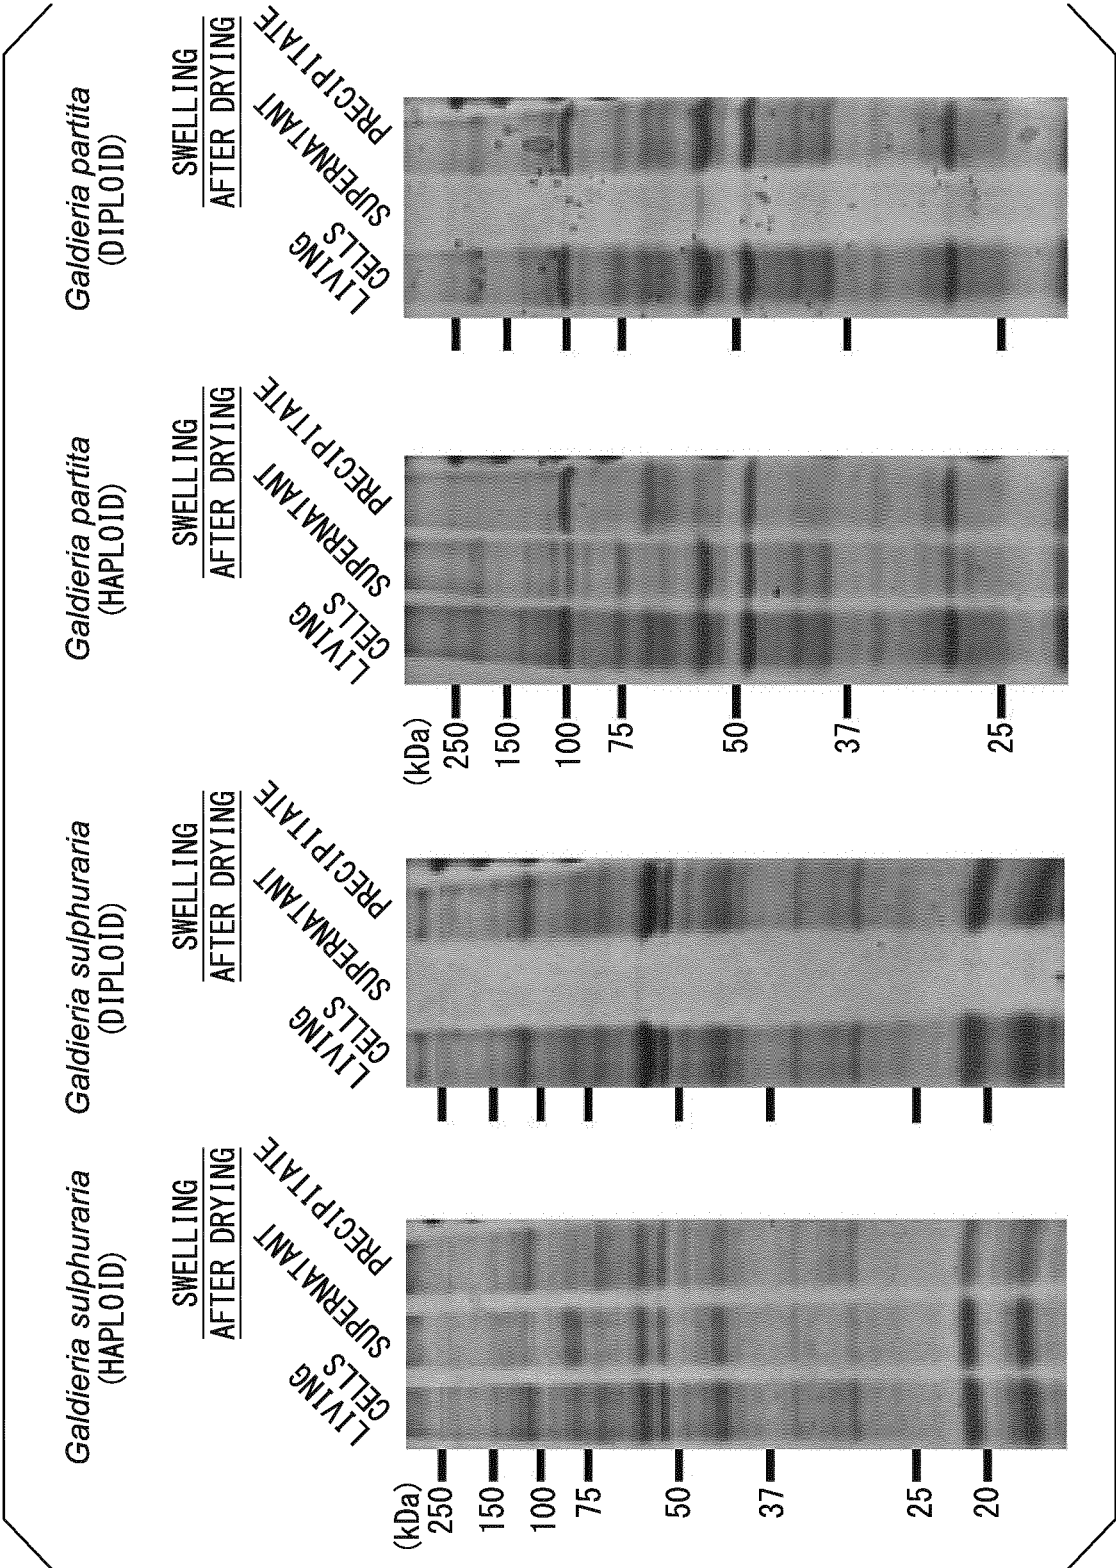 Galdieria sulphuraria
(HAPLOID)
SWELLING
AFTER DRYING
LIVING
CELLS
SUPERNATANT
PRECIPITATE
(kDa)
250
150
100
75
50
37
25
20
Galdieria sulphuraria
(DIPLOID)
SWELLING
AFTER DRYING
LIVING
CELLS
SUPERNATANT
PRECIPITATE
Galdieria partita
(HAPLOID)
SWELLING
AFTER DRYING
LIVING
CELLS
SUPERNATANT
PRECIPITATE
(kDa)
250
150
100
75
50
37
25
Galdieria partita
(DIPLOID)
SWELLING
AFTER DRYING
LIVING
CELLS
SUPERNATANT
PRECIPITATE